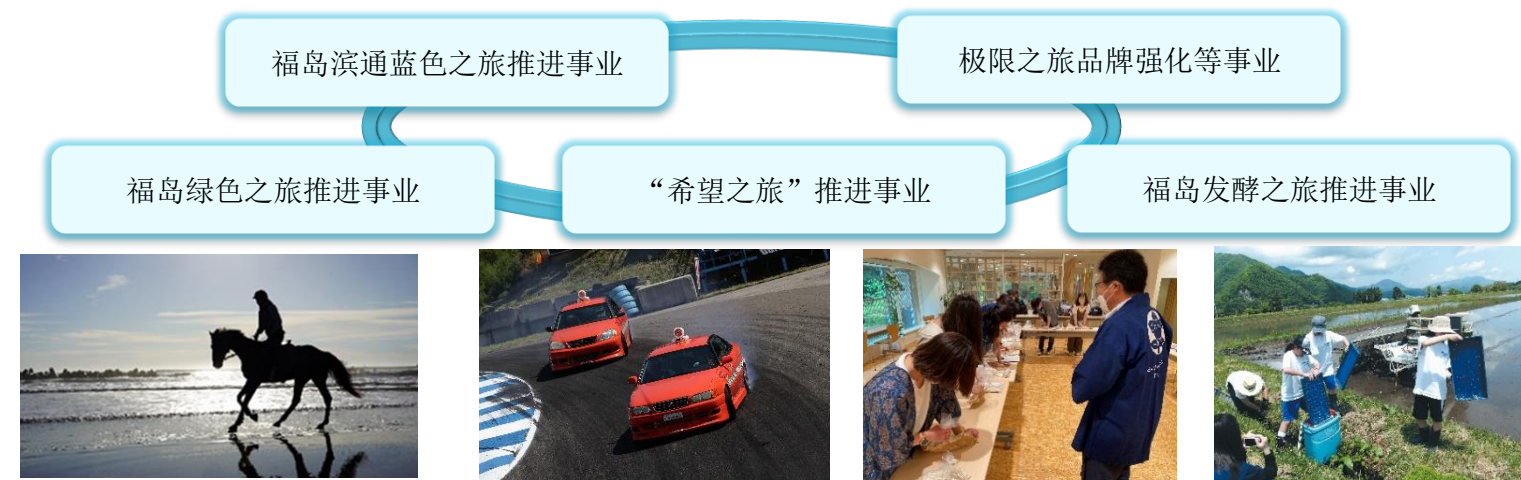 福岛滨通蓝色之旅推进事业
极限之旅品牌强化等事业
福岛绿色之旅推进事业
“希望之旅”推进事业
福岛发酵之旅推进事业